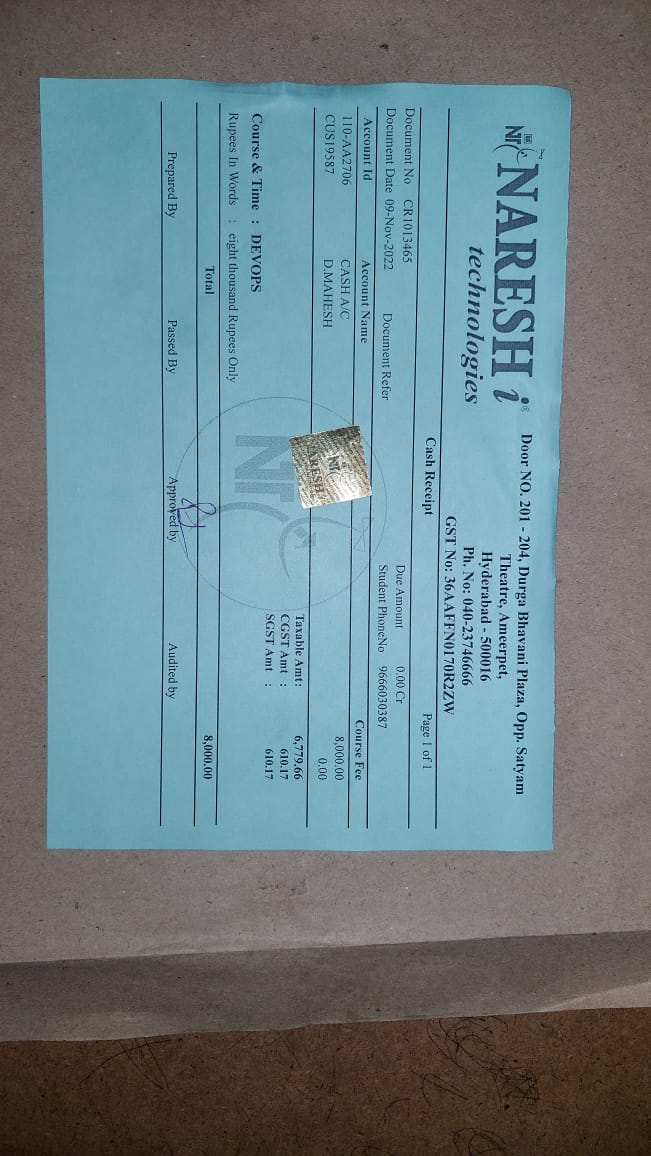 NARESH i®
technologies
Door NO. 201 - 204, Durga Bhavani Plaza, Opp. Satyam
Theatre, Ameerpet,
Hyderabad - 500016
Ph. No: 040-23746666
GST No: 36AAFFN0170R2ZW
Cash Receipt Page 1 of 1
Document No CR1013465 Due Amount 0.00 Cr
Document Date 09-Nov-2022 Document Refer Student PhoneNo 9666030387
Account Id Account Name Course Fee
110-AA2706 CASH A/C 8,000.00
CUS19587 D.MAHESH 0.00
NARESH
Taxable Amt: 6,779.66
CGST Amt : 610.17
Course & Time : DEVOPS SGST Amt : 610.17
Rupees In Words : eight thousand Rupees Only
Total 8,000.00
Prepared By Passed By Approved by Audited by